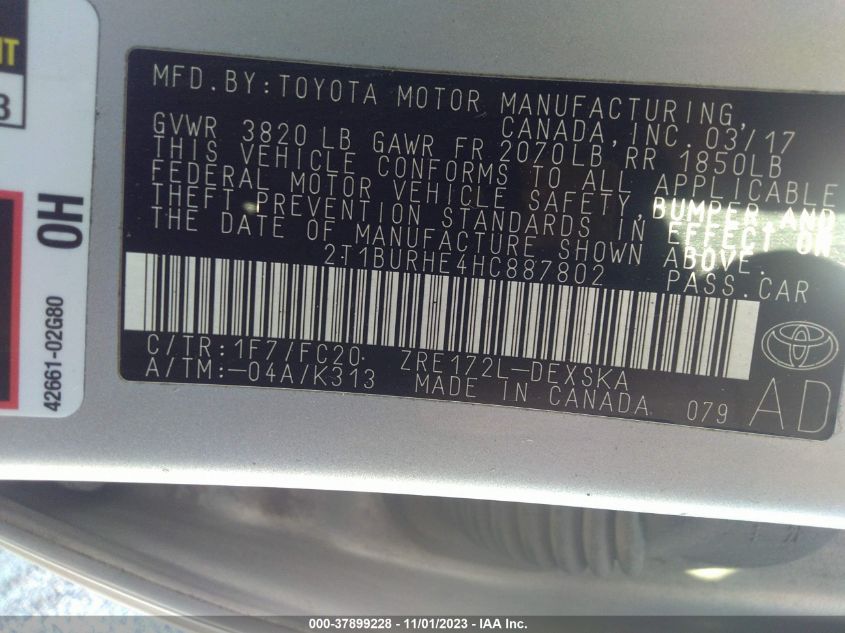 NT
3
OH
42661-02G80
MFD.BY:TOYOTA MOTOR MANUFACTURING,
CANADA, INC. 03/17
GVWR 3820LB GAWR FR 2070LB RR 1850LB
THIS VEHICLE CONFORMS TO ALL APPLICABLE
FEDERAL MOTOR VEHICLE SAFETY, BUMPER AND
THEFT PREVENTION STANDARDS IN EFFECT ON
THE DATE OF MANUFACTURE SHOWN ABOVE.
2T1BURHE4HC887802 PASS.CAR
C/TR:1F7/FC20 ZRE172L-DEXSKA
A/TM:-04A/K313 MADE IN CANADA 079 AD
000-37899228 - 11/01/2023 - IAA Inc.